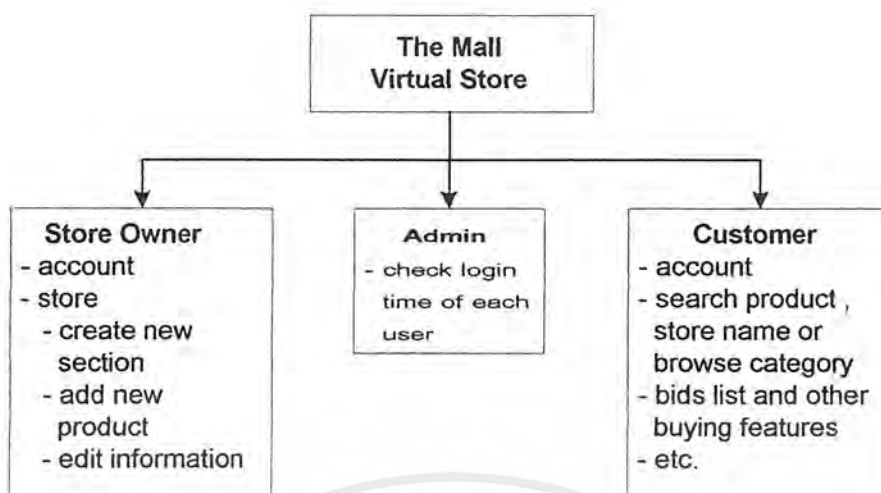 The Mall
Virtual Store
Store Owner
- account
- store
- create new
section
- add new
product
- edit information
Admin
- check login
time of each
user
Customer
- account
- search product ,
store name or
browse category
- bids list and other
buying features
- etc.